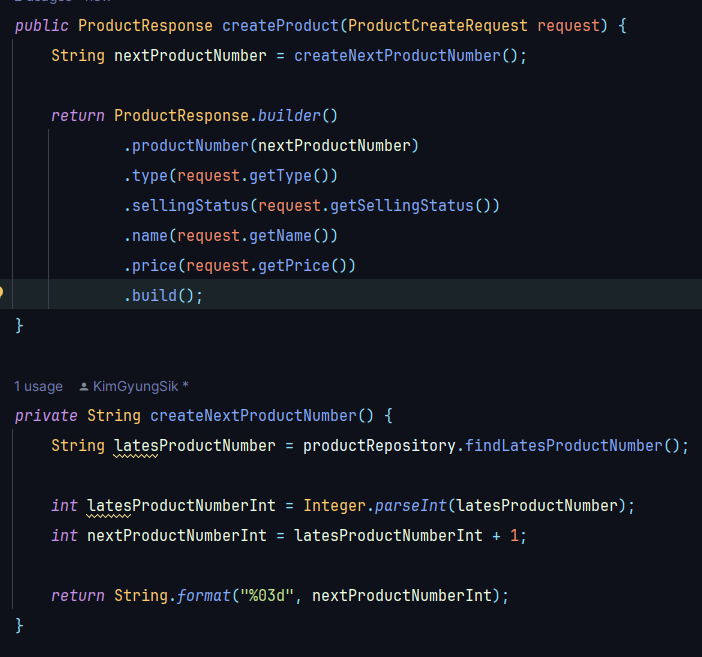 public ProductResponse createProduct(ProductCreateRequest request) {
String nextProductNumber = createNextProductNumber();
return ProductResponse.builder()
.productNumber(nextProductNumber)
.type(request.getType())
.sellingStatus(request.getSellingStatus())
.name(request.getName())
.price(request.getPrice())
.build();
}
1 usage KimGyungSik *
private String createNextProductNumber() {
String latesProductNumber = productRepository.findLatesProductNumber();
int latesProductNumberInt = Integer.parseInt(latesProductNumber);
int nextProductNumberInt = latesProductNumberInt + 1;
return String.format("%03d", nextProductNumberInt);
}